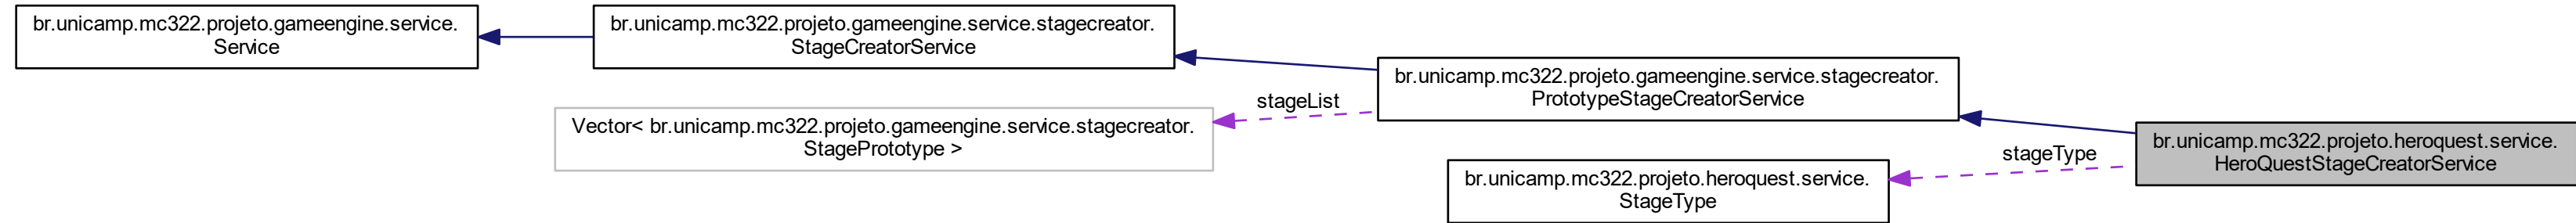 br.unicamp.mc322.projeto.gameengine.service.
Service
br.unicamp.mc322.projeto.gameengine.service.stagecreator.
StageCreatorService
br.unicamp.mc322.projeto.gameengine.service.stagecreator.
PrototypeStageCreatorService
stageList
Vector< br.unicamp.mc322.projeto.gameengine.service.stagecreator.
StagePrototype >
br.unicamp.mc322.projeto.heroquest.service.
HeroQuestStageCreatorService
stageType
br.unicamp.mc322.projeto.heroquest.service.
StageType